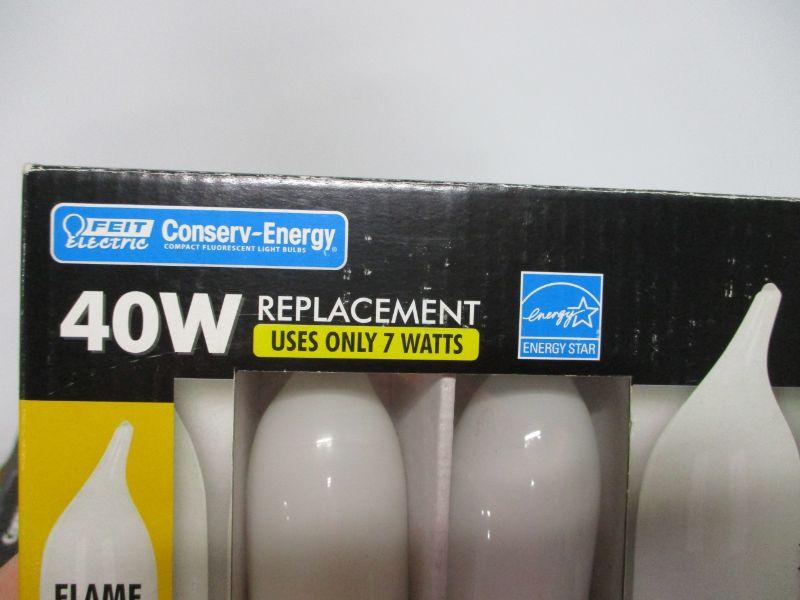 FEIT
Electric
Conserv-Energy®
COMPACT FLUORESCENT LIGHT BULBS
40W
REPLACEMENT
USES ONLY 7 WATTS
energy
ENERGY STAR
FLAME